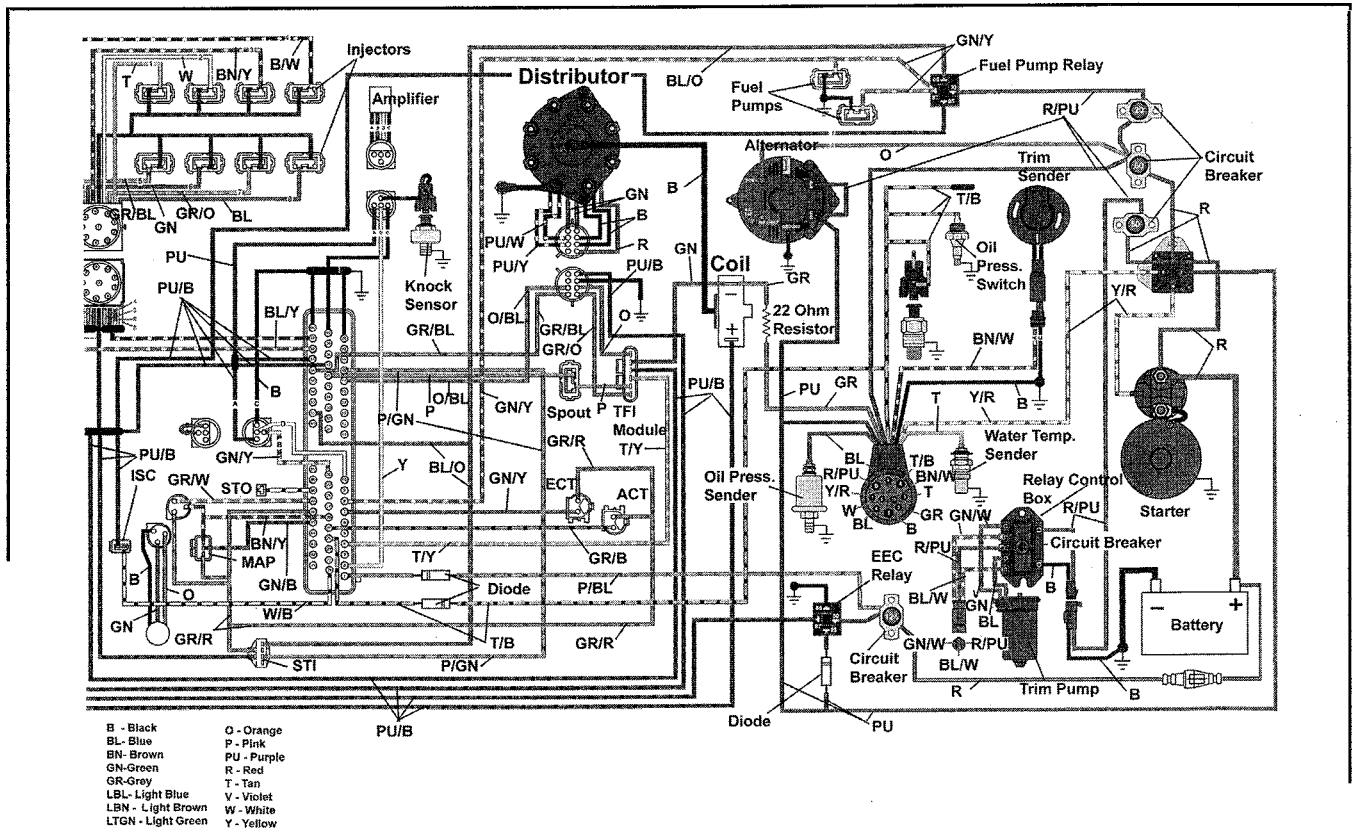 Injectors
B/W
BN/Y
W
T
GN/Y
BL/O
Fuel Pump Relay
Distributor
Amplifier
Fuel
Pumps
R/PU
Alternator
O
Trim
Sender
Circuit
Breaker
GR/BL
GR/O
BL
GN
GN
B
B
R
PU/W
PU/Y
PU/B
T/B
R
PU
Knock
Sensor
GN
Coil
GR
Oil
Press.
Switch
PU/B
BL/Y
O/BL
GR/BL
GR/BL
GR/O
O
22 Ohm
Resistor
Y/R
BN/W
R
B
P
O/BL
P/GN
GN/Y
Spout
P
TFI
Module
T/Y
PU/B
PU
GR
T
Y/R
B
A
C
GN/Y
PU/B
ISC
GR/W
STO
Y
BL/O
GN/Y
GR/R
ECT
ACT
Oil Press.
Sender
BL
R/PU
Y/R
W
BL
T/B
BN/W
T
GR
B
Water Temp.
Sender
Relay Control
Box
R/PU
Circuit Breaker
Starter
GN/W
R/PU
BN/Y
MAP
GN/B
T/Y
GR/B
EEC
Relay
B
O
GN
W/B
GR/R
Diode
P/BL
T/B
GR/R
BL/W
GN
BL
B
-
+
Battery
STI
P/GN
Circuit
Breaker
GN/W
R/PU
BL/W
R
Trim Pump
B
PU/B
Diode
PU
-
+
B - Black
BL- Blue
BN- Brown
GN-Green
GR-Grey
LBL- Light Blue
LBN - Light Brown
LTGN - Light Green
O - Orange
P - Pink
PU - Purple
R - Red
T - Tan
V - Violet
W - White
Y - Yellow